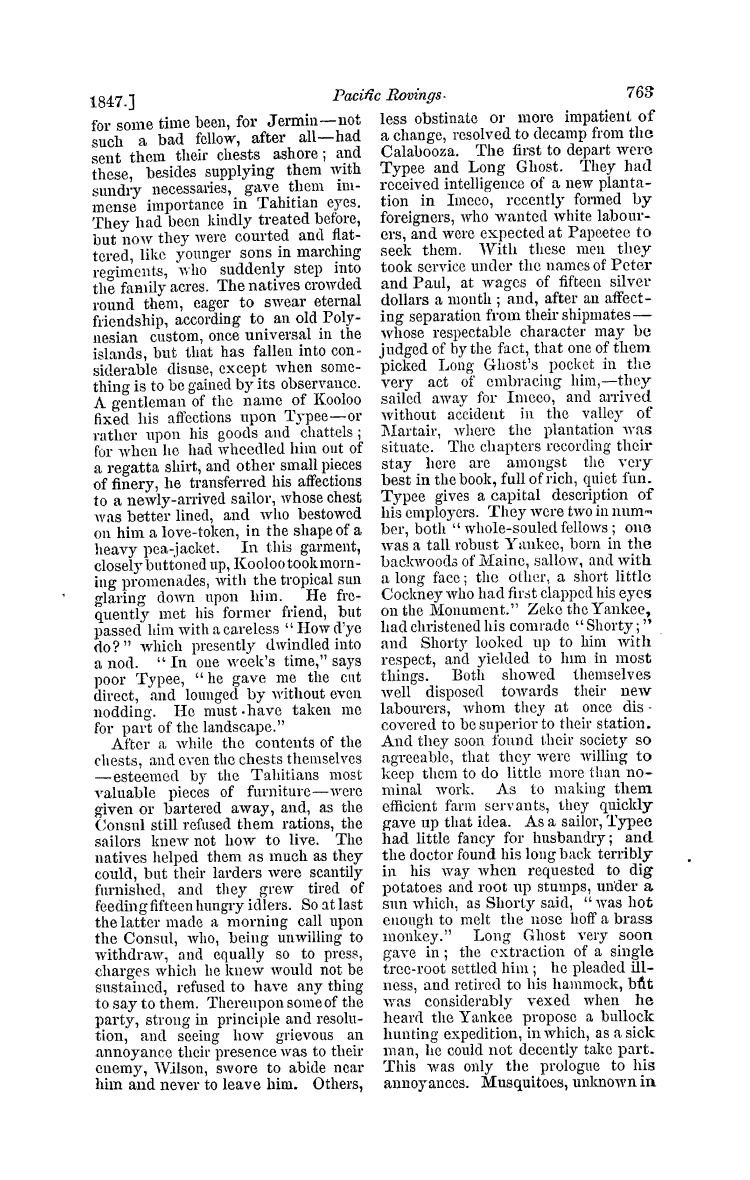 1847.]
Pacific Rovings.
763
for some time been, for Jermin—not
such a bad fellow, after all—had
sent them their chests ashore; and
these, besides supplying them with
sundry necessaries, gave them im-
mense importance in Tahitian eyes.
They had been kindly treated before,
but now they were courted and flat-
tered, like younger sons in marching
regiments, who suddenly step into
the family acres. The natives crowded
round them, eager to swear eternal
friendship, according to an old Poly-
nesian custom, once universal in the
islands, but that has fallen into con-
siderable disuse, except when some-
thing is to be gained by its observance.
A gentleman of the name of Kooloo
fixed his affections upon Typee—or
rather upon his goods and chattels;
for when he had wheedled him out of
a regatta shirt, and other small pieces
of finery, he transferred his affections
to a newly-arrived sailor, whose chest
was better lined, and who bestowed
on him a love-token, in the shape of a
heavy pea-jacket. In this garment,
closely buttoned up, Kooloo took morn-
ing promenades, with the tropical sun
glaring down upon him. He fre-
quently met his former friend, but
passed him with a careless "How d'ye
do?" which presently dwindled into
a nod. "In one week's time," says
poor Typee, "he gave me the cut
direct, and lounged by without even
nodding. He must have taken me
for part of the landscape."
After a while the contents of the
chests, and even the chests themselves
—esteemed by the Tahitians most
valuable pieces of furniture—were
given or bartered away, and, as the
Consul still refused them rations, the
sailors knew not how to live. The
natives helped them as much as they
could, but their larders were scantily
furnished, and they grew tired of
feeding fifteen hungry idlers. So at last
the latter made a morning call upon
the Consul, who, being unwilling to
withdraw, and equally so to press,
charges which he knew would not be
sustained, refused to have any thing
to say to them. Thereupon some of the
party, strong in principle and resolu-
tion, and seeing how grievous an
annoyance their presence was to their
enemy, Wilson, swore to abide near
him and never to leave him. Others,
less obstinate or more impatient of
a change, resolved to decamp from the
Calabooza. The first to depart were
Typee and Long Ghost. They had
received intelligence of a new planta-
tion in Imeeo, recently formed by
foreigners, who wanted white labour-
ers, and were expected at Papeetee to
seek them. With these men they
took service under the names of Peter
and Paul, at wages of fifteen silver
dollars a month; and, after an affect-
ing separation from their shipmates—
whose respectable character may be
judged of by the fact, that one of them
picked Long Ghost's pocket in the
very act of embracing him,—they
sailed away for Imeeo, and arrived
without accident in the valley of
Martair, where the plantation was
situate. The chapters recording their
stay here are amongst the very
best in the book, full of rich, quiet fun.
Typee gives a capital description of
his employers. They were two in num-
ber, both "whole-souled fellows; one
was a tall robust Yankee, born in the
backwoods of Maine, sallow, and with
a long face; the other, a short little
Cockney who had first clapped his eyes
on the Monument." Zeke the Yankee,
had christened his comrade "Shorty;"
and Shorty looked up to him with
respect, and yielded to him in most
things. Both showed themselves
well disposed towards their new
labourers, whom they at once dis-
covered to be superior to their station.
And they soon found their society so
agreeable, that they were willing to
keep them to do little more than no-
minal work. As to making them
efficient farm servants, they quickly
gave up that idea. As a sailor, Typee
had little fancy for husbandry; and
the doctor found his long back terribly
in his way when requested to dig
potatoes and root up stumps, under a
sun which, as Shorty said, "was hot
enough to melt the nose hoff a brass
monkey." Long Ghost very soon
gave in; the extraction of a single
tree-root settled him; he pleaded ill-
ness, and retired to his hammock, but
was considerably vexed when he
heard the Yankee propose a bullock
hunting expedition, in which, as a sick
man, he could not decently take part.
This was only the prologue to his
annoyances. Musquitoes, unknown in